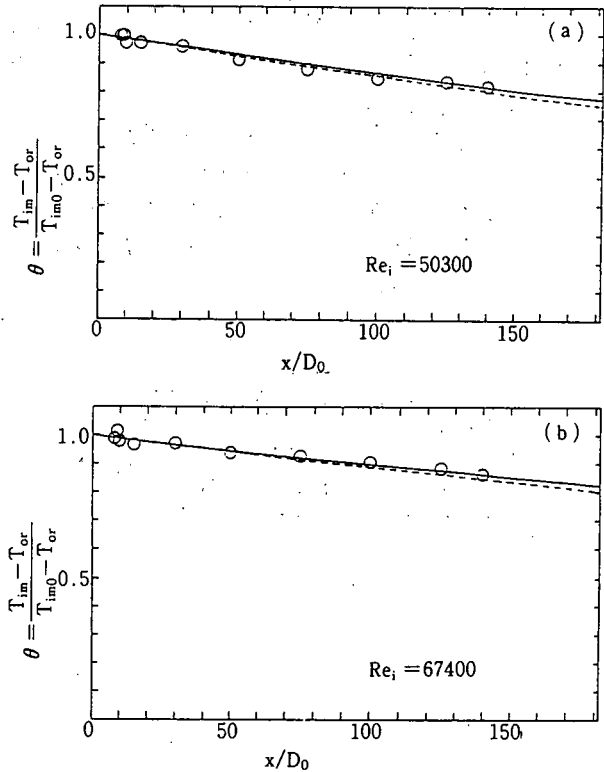 (a)
1.0
0.5
θ = (T_im − T_or) / (T_im0 − T_or)
Re_i = 50300
0 50 100 150
x/D_0
(b)
1.0
0.5
θ = (T_im − T_or) / (T_im0 − T_or)
Re_i = 67400
0 50 100 150
x/D_0